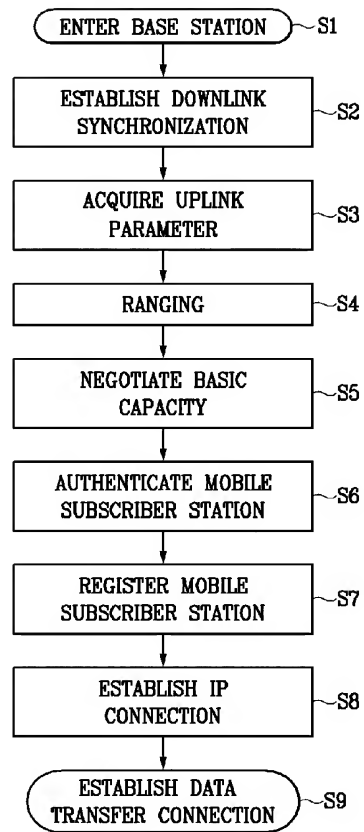 ENTER BASE STATION
S1
ESTABLISH DOWNLINK
SYNCHRONIZATION
S2
ACQUIRE UPLINK
PARAMETER
S3
RANGING
S4
NEGOTIATE BASIC
CAPACITY
S5
AUTHENTICATE MOBILE
SUBSCRIBER STATION
S6
REGISTER MOBILE
SUBSCRIBER STATION
S7
ESTABLISH IP
CONNECTION
S8
ESTABLISH DATA
TRANSFER CONNECTION
S9